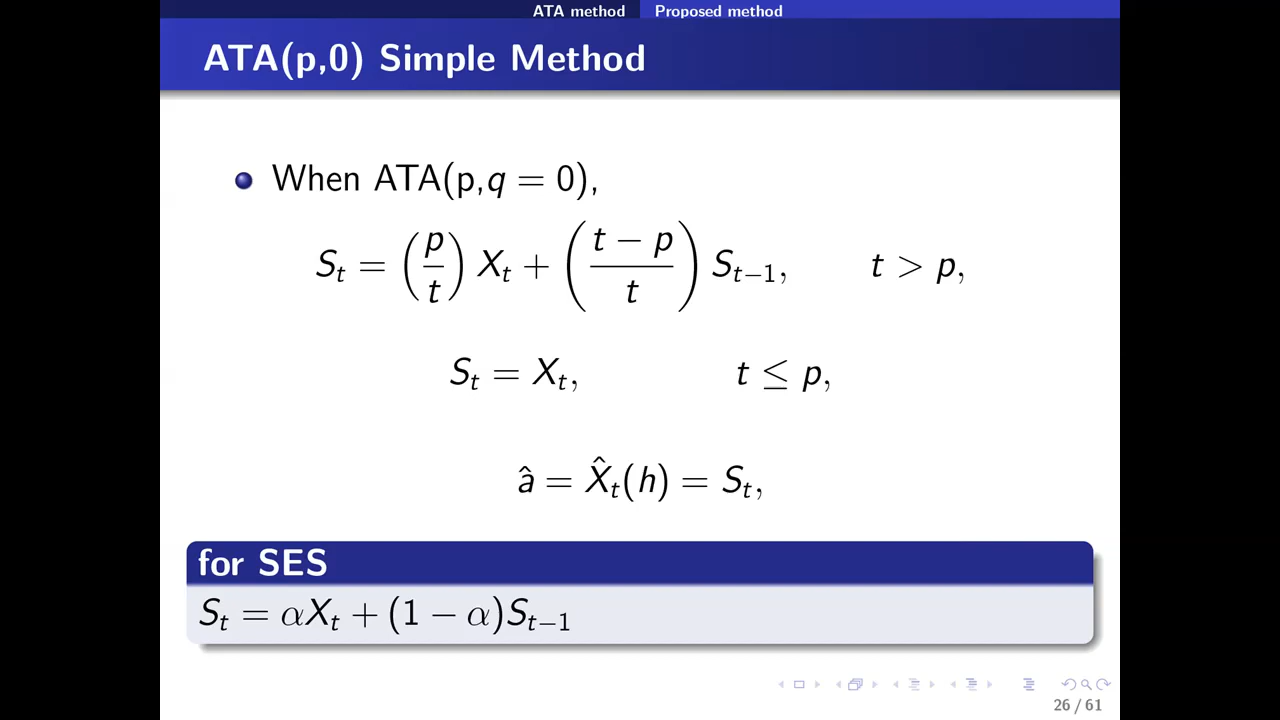 ATA method Proposed method
ATA(p,0) Simple Method
When ATA(p,q = 0),
S_t = (p/t) X_t + ((t − p)/t) S_{t−1}, t > p,
S_t = X_t, t ≤ p,
â = X̂_t(h) = S_t,
for SES
S_t = αX_t + (1 − α)S_{t−1}
26 / 61